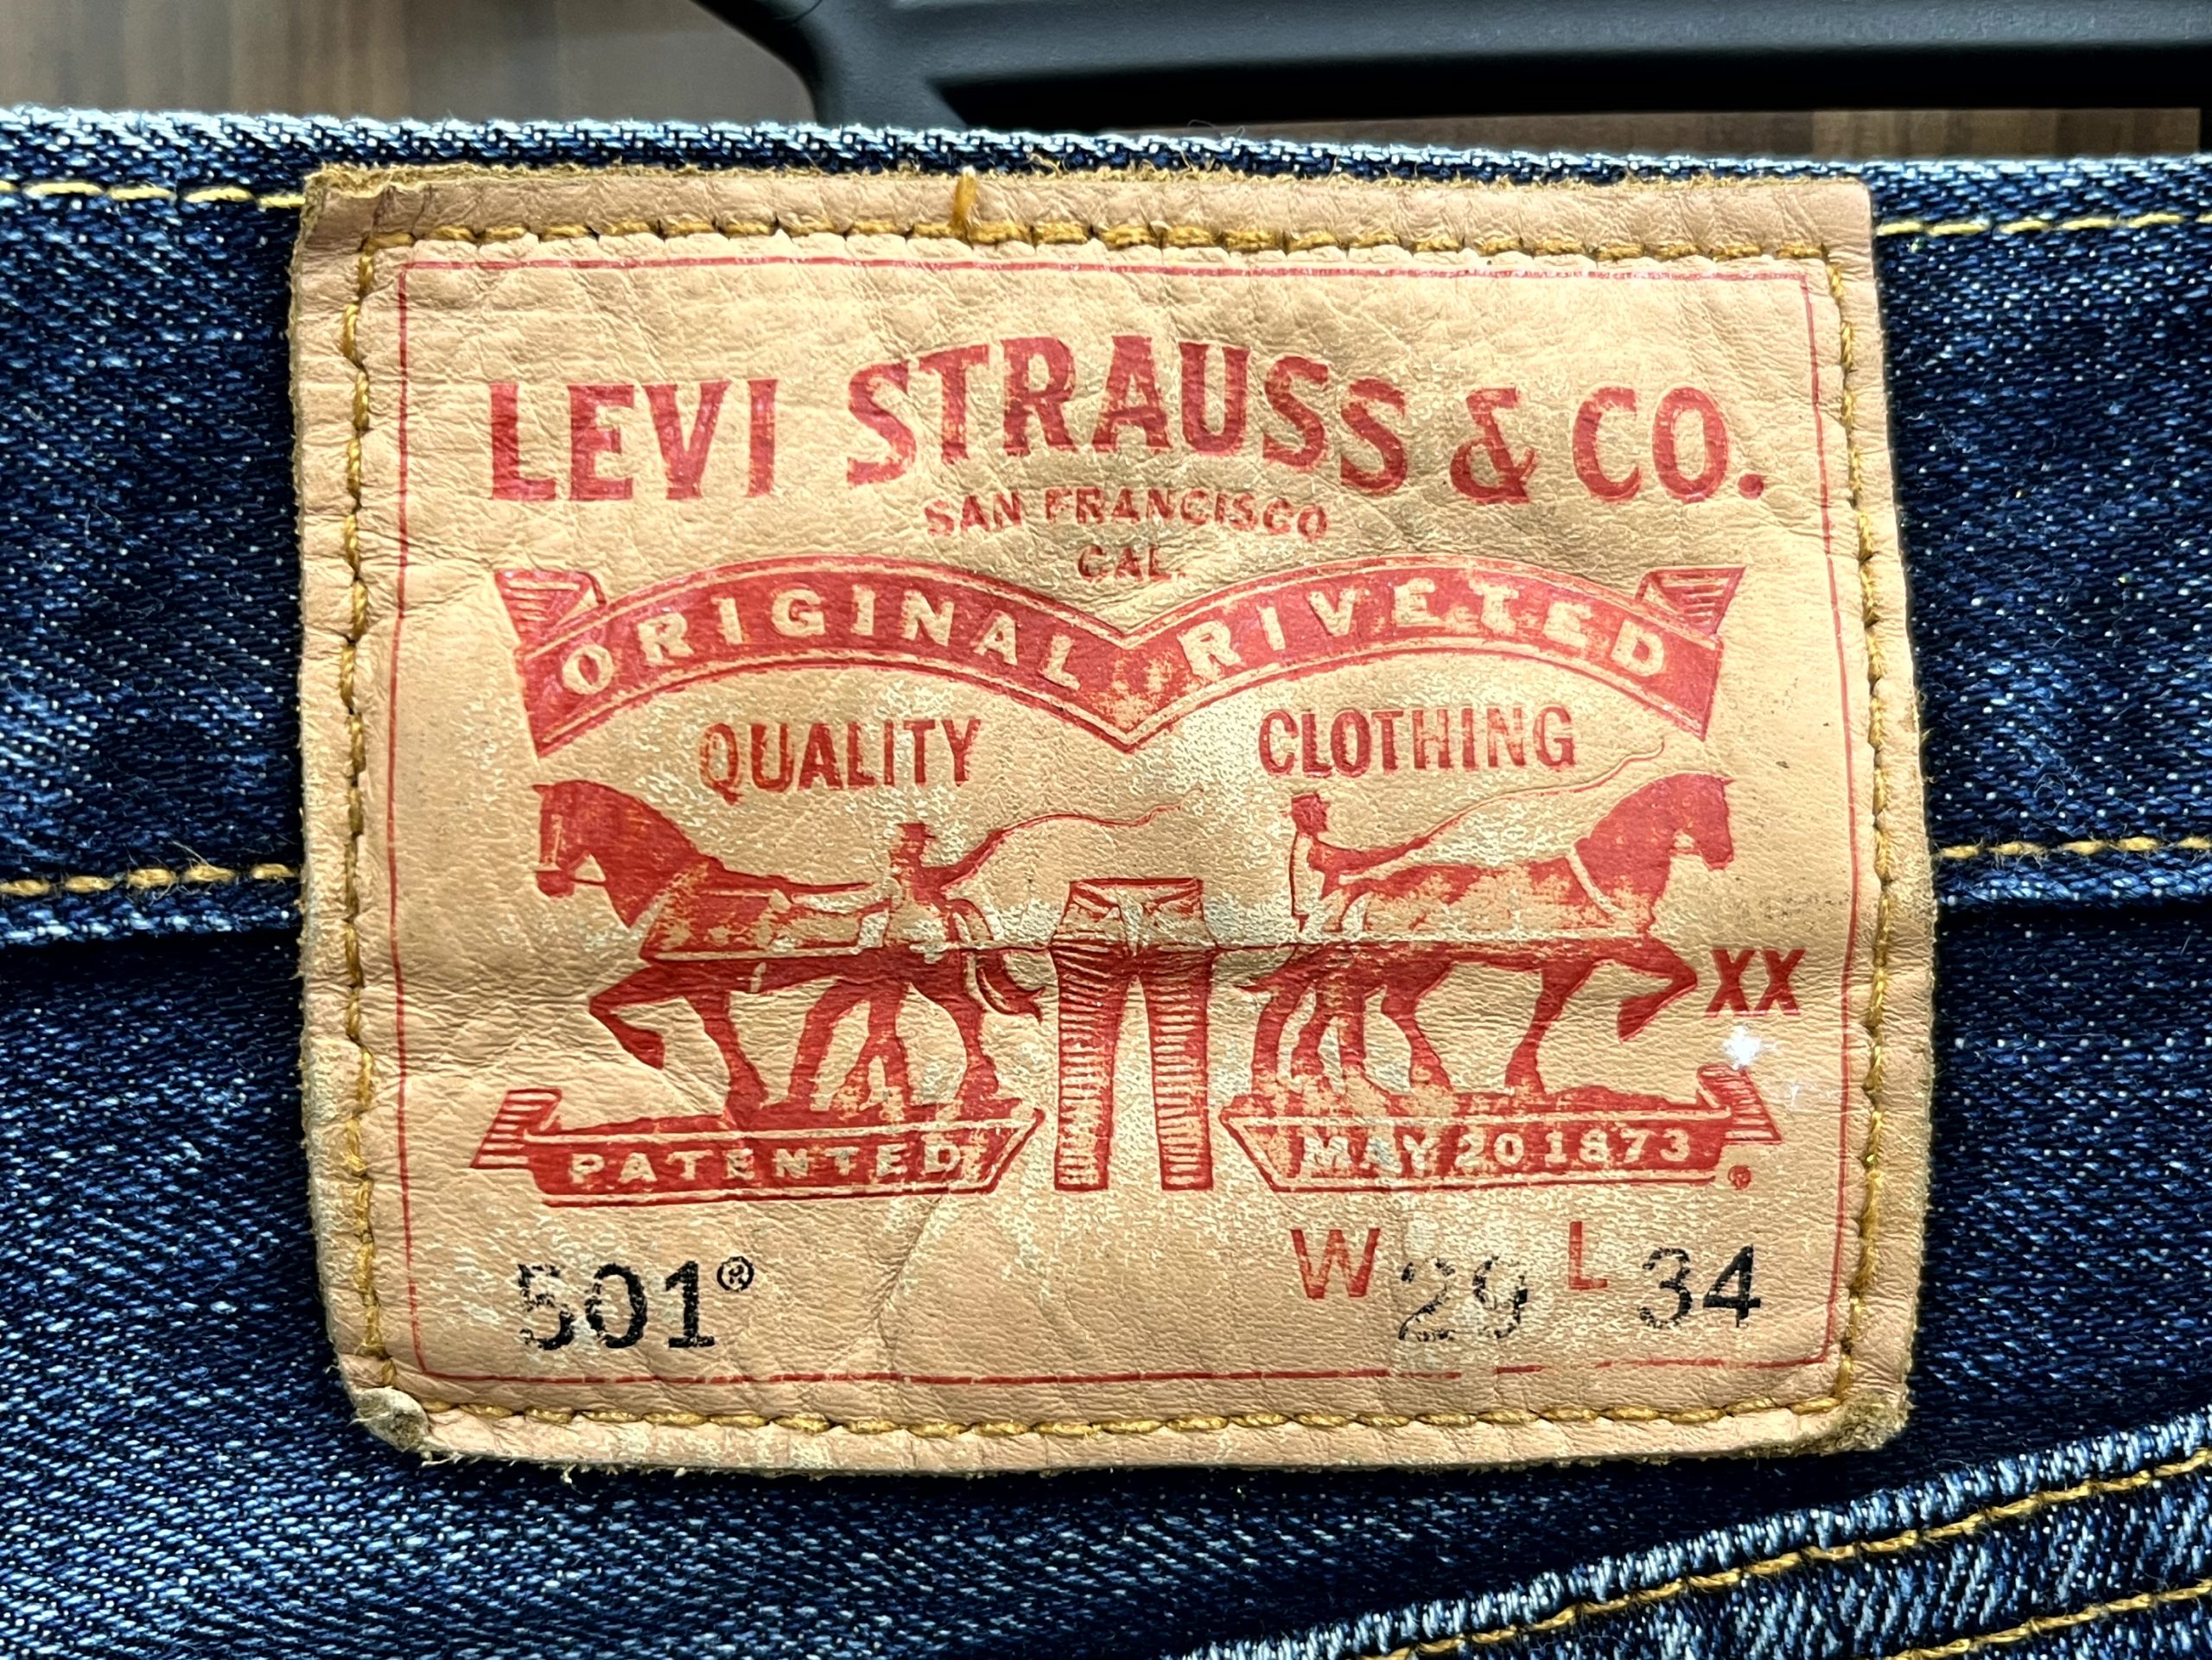 LEVI STRAUSS & CO.
SAN FRANCISCO
CAL.
ORIGINAL RIVETED
QUALITY CLOTHING
XX
PATENTED MAY 20 1873
®
501® W 29 L 34